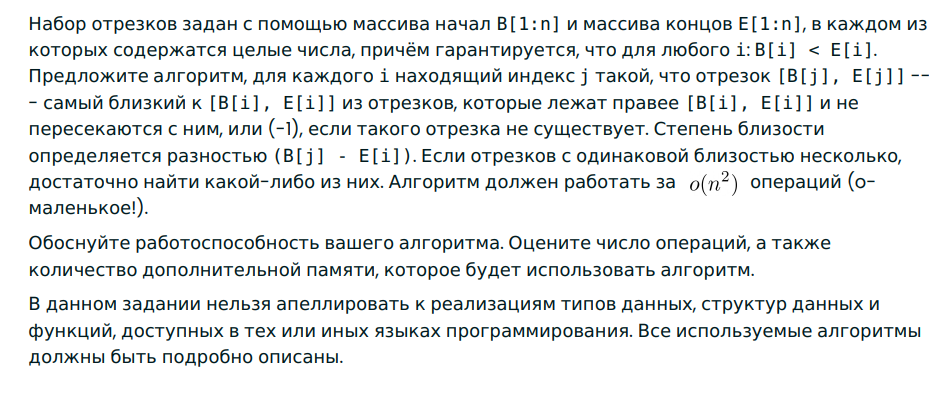 Набор отрезков задан с помощью массива начал B[1:n] и массива концов E[1:n], в каждом из
которых содержатся целые числа, причём гарантируется, что для любого i: B[i] < E[i].
Предложите алгоритм, для каждого i находящий индекс j такой, что отрезок [B[j], E[j]] --
- самый близкий к [B[i], E[i]] из отрезков, которые лежат правее [B[i], E[i]] и не
пересекаются с ним, или (-1), если такого отрезка не существует. Степень близости
определяется разностью (B[j] - E[i]). Если отрезков с одинаковой близостью несколько,
достаточно найти какой-либо из них. Алгоритм должен работать за o(n²) операций (о-
маленькое!).
Обоснуйте работоспособность вашего алгоритма. Оцените число операций, а также
количество дополнительной памяти, которое будет использовать алгоритм.
В данном задании нельзя апеллировать к реализациям типов данных, структур данных и
функций, доступных в тех или иных языках программирования. Все используемые алгоритмы
должны быть подробно описаны.